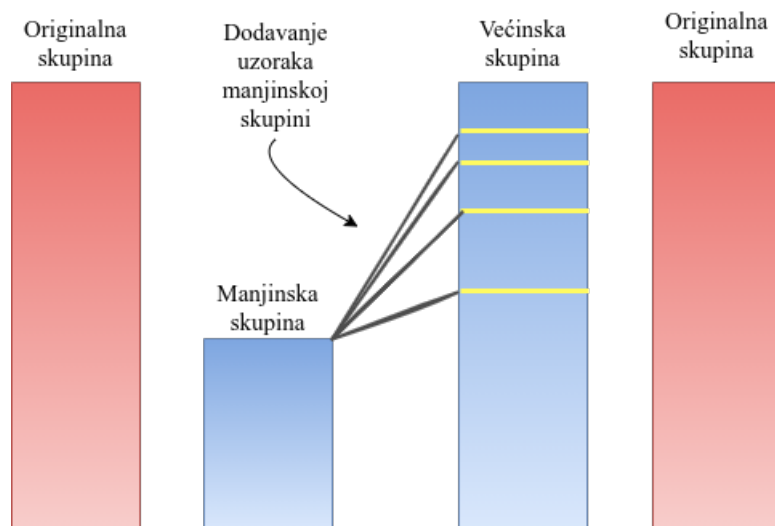 Originalna
skupina
Dodavanje
uzoraka
manjinskoj
skupini
Većinska
skupina
Originalna
skupina
Manjinska
skupina